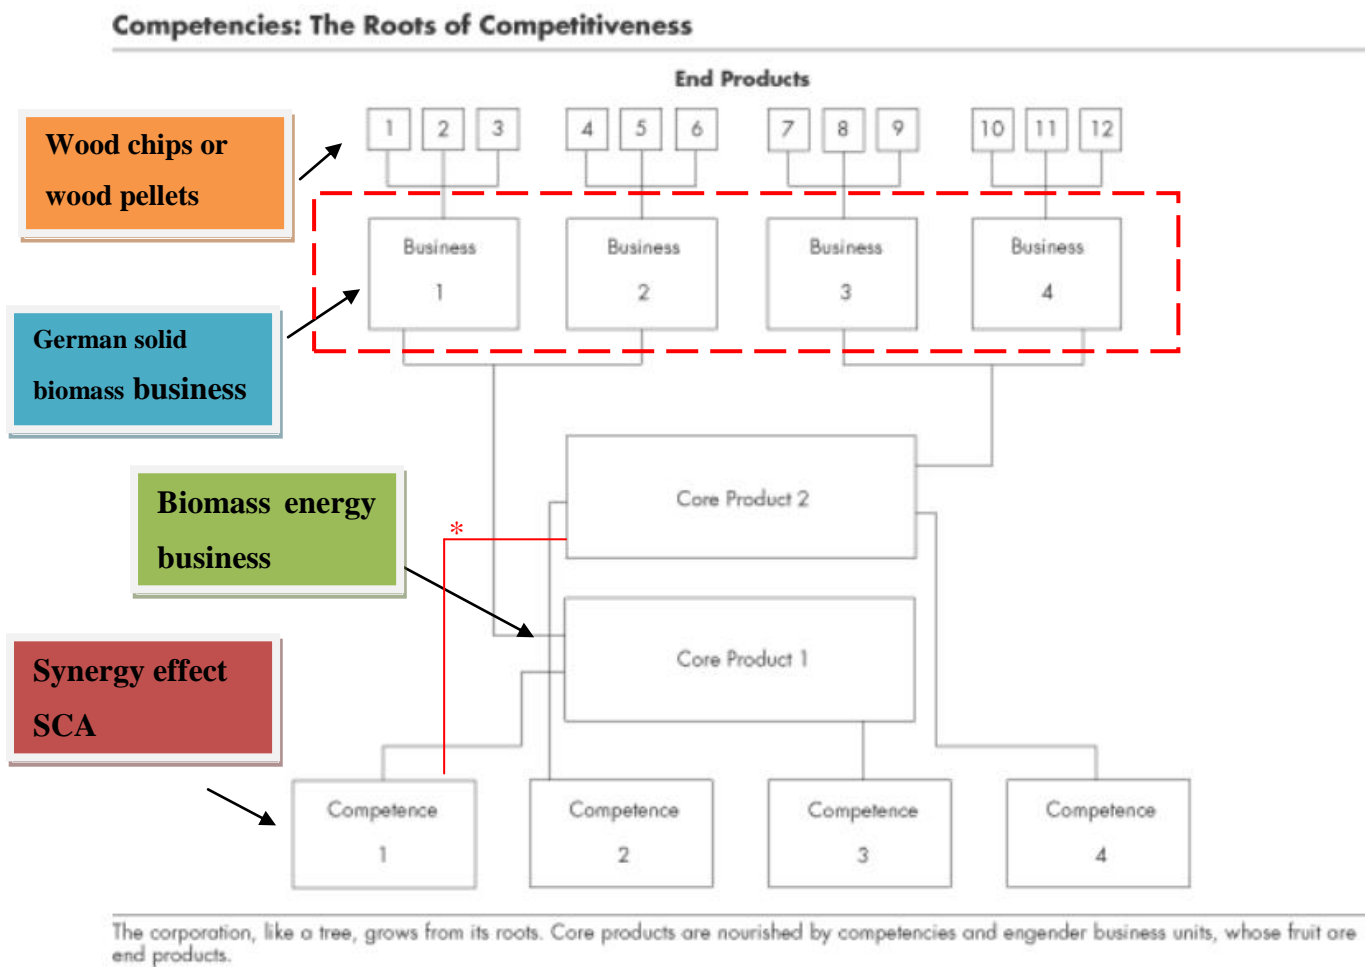 Competencies: The Roots of Competitiveness
End Products
1 2 3 4 5 6 7 8 9 10 11 12
Wood chips or
wood pellets
Business
1
Business
2
Business
3
Business
4
German solid
biomass business
Core Product 2
Biomass energy
business
*
Core Product 1
Synergy effect
SCA
Competence
1
Competence
2
Competence
3
Competence
4
The corporation, like a tree, grows from its roots. Core products are nourished by competencies and engender business units, whose fruit are
end products.